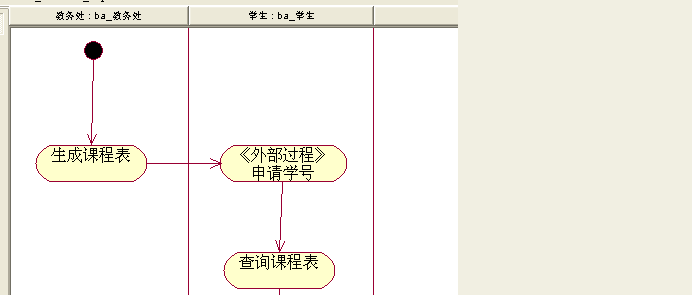 教务处 : ba_教务处
学生 : ba_学生
生成课程表
《外部过程》
申请学号
查询课程表